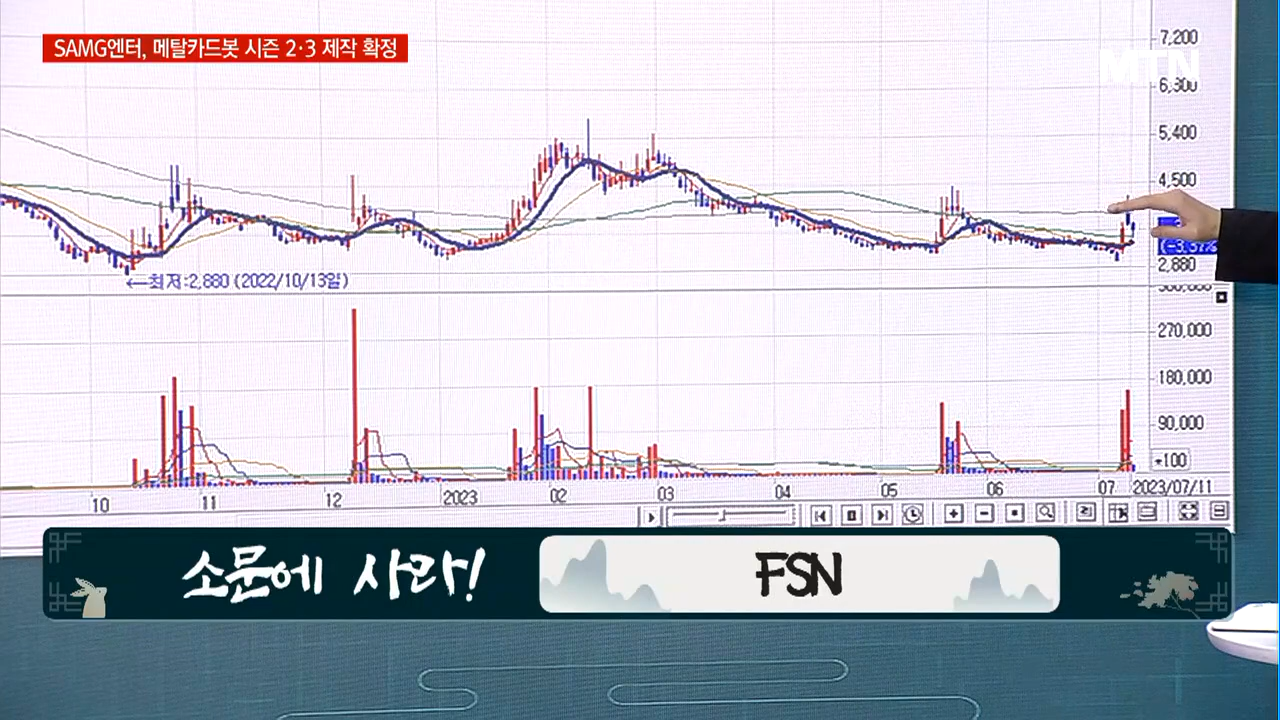 SAMG엔터, 메탈카드봇 시즌 2·3 제작 확정
MTN
7,200
6,300
5,400
4,500
2,880
←최저:2,880 (2022/10/13일)
270,000
180,000
90,000
*100
10 11 12 2023 02 03 04 05 06 07 2023/07/11
소문에 사라!
FSN